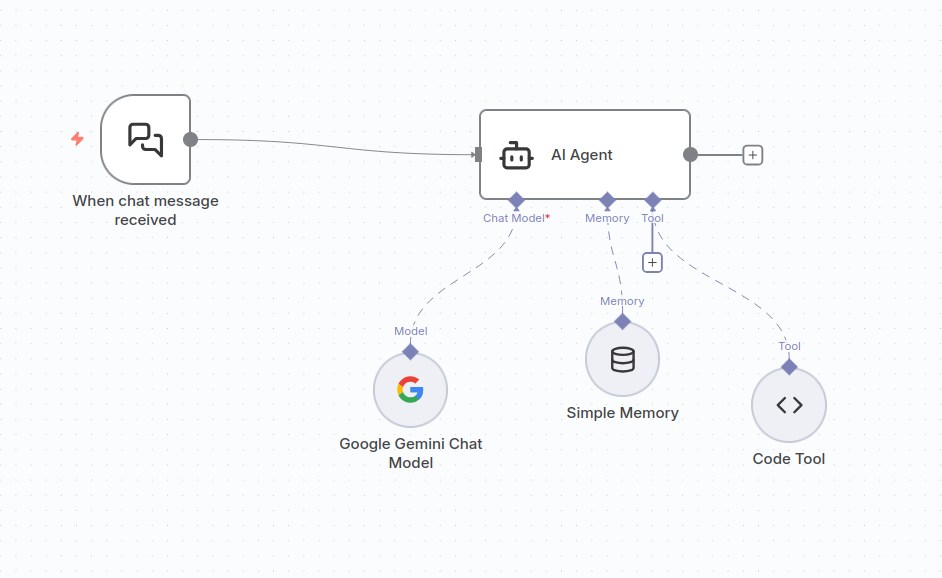 When chat message
received
AI Agent
Chat Model*
Memory
Tool
Model
Memory
Tool
Google Gemini Chat
Model
Simple Memory
Code Tool